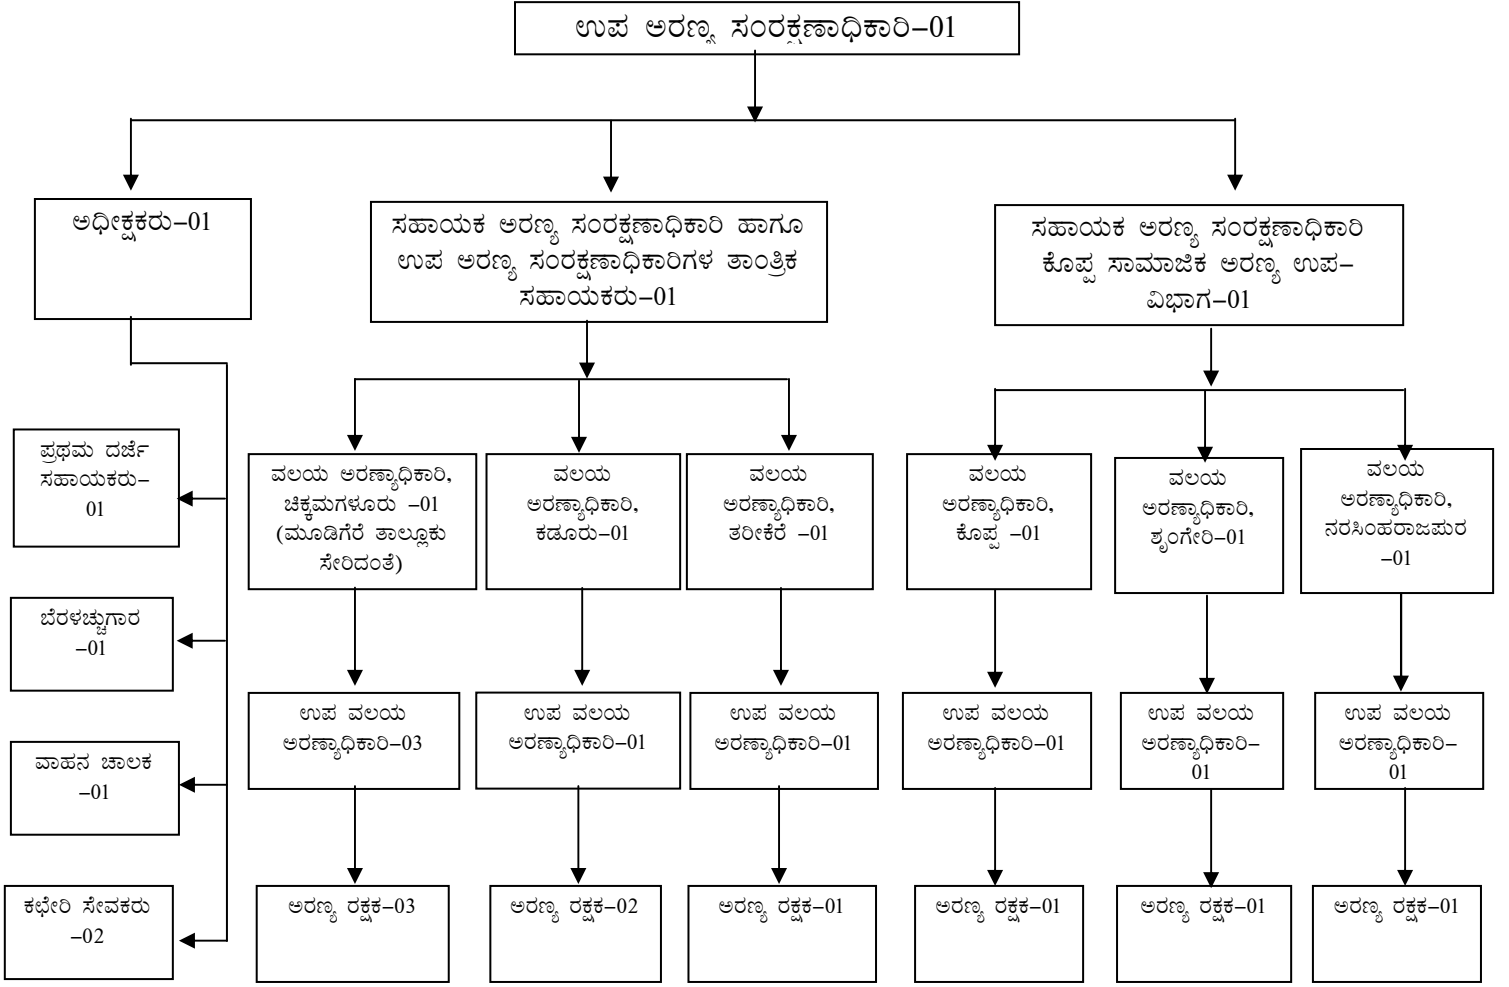 ಉಪ ಅರಣ್ಯ ಸಂರಕ್ಷಣಾಧಿಕಾರಿ–01
ಅಧೀಕ್ಷಕರು–01
ಸಹಾಯಕ ಅರಣ್ಯ ಸಂರಕ್ಷಣಾಧಿಕಾರಿ ಹಾಗೂ
ಉಪ ಅರಣ್ಯ ಸಂರಕ್ಷಣಾಧಿಕಾರಿಗಳ ತಾಂತ್ರಿಕ
ಸಹಾಯಕರು–01
ಸಹಾಯಕ ಅರಣ್ಯ ಸಂರಕ್ಷಣಾಧಿಕಾರಿ
ಕೊಪ್ಪ ಸಾಮಾಜಿಕ ಅರಣ್ಯ ಉಪ–
ವಿಭಾಗ–01
ಪ್ರಥಮ ದರ್ಜೆ
ಸಹಾಯಕರು–
01
ಬೆರಳಚ್ಚುಗಾರ
–01
ವಾಹನ ಚಾಲಕ
–01
ಕಛೇರಿ ಸೇವಕರು
–02
ವಲಯ ಅರಣ್ಯಾಧಿಕಾರಿ,
ಚಿಕ್ಕಮಗಳೂರು –01
(ಮೂಡಿಗೆರೆ ತಾಲ್ಲೂಕು
ಸೇರಿದಂತೆ)
ವಲಯ
ಅರಣ್ಯಾಧಿಕಾರಿ,
ಕಡೂರು–01
ವಲಯ
ಅರಣ್ಯಾಧಿಕಾರಿ,
ತರೀಕೆರೆ –01
ವಲಯ
ಅರಣ್ಯಾಧಿಕಾರಿ,
ಕೊಪ್ಪ –01
ವಲಯ
ಅರಣ್ಯಾಧಿಕಾರಿ,
ಶೃಂಗೇರಿ–01
ವಲಯ
ಅರಣ್ಯಾಧಿಕಾರಿ,
ನರಸಿಂಹರಾಜಪುರ
–01
ಉಪ ವಲಯ
ಅರಣ್ಯಾಧಿಕಾರಿ–03
ಉಪ ವಲಯ
ಅರಣ್ಯಾಧಿಕಾರಿ–01
ಉಪ ವಲಯ
ಅರಣ್ಯಾಧಿಕಾರಿ–01
ಉಪ ವಲಯ
ಅರಣ್ಯಾಧಿಕಾರಿ–01
ಉಪ ವಲಯ
ಅರಣ್ಯಾಧಿಕಾರಿ–
01
ಉಪ ವಲಯ
ಅರಣ್ಯಾಧಿಕಾರಿ–
01
ಅರಣ್ಯ ರಕ್ಷಕ–03
ಅರಣ್ಯ ರಕ್ಷಕ–02
ಅರಣ್ಯ ರಕ್ಷಕ–01
ಅರಣ್ಯ ರಕ್ಷಕ–01
ಅರಣ್ಯ ರಕ್ಷಕ–01
ಅರಣ್ಯ ರಕ್ಷಕ–01